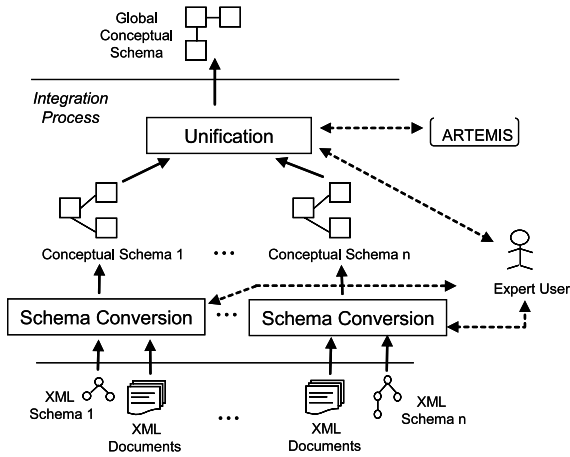 Global
Conceptual
Schema
Integration
Process
Unification
ARTEMIS
Conceptual Schema 1
...
Conceptual Schema n
Expert User
Schema Conversion
...
Schema Conversion
XML
Schema 1
XML
Documents
...
XML
Documents
XML
Schema n